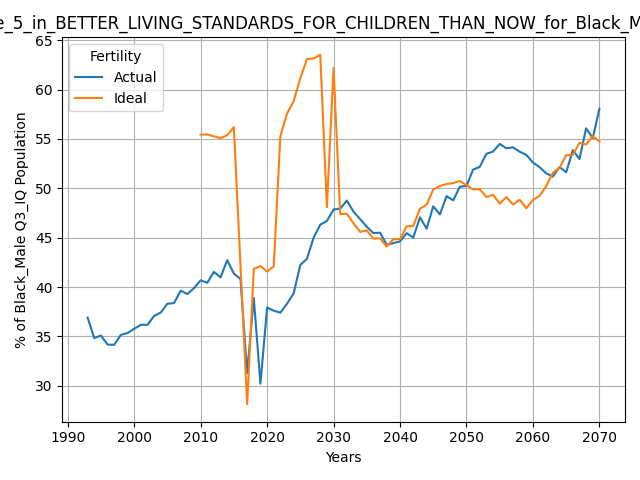 e_5_in_BETTER_LIVING_STANDARDS_FOR_CHILDREN_THAN_NOW_for_Black_M
% of Black_Male Q3_IQ Population
65
60
55
50
45
40
35
30
Fertility
Actual
Ideal
1990 2000 2010 2020 2030 2040 2050 2060 2070
Years